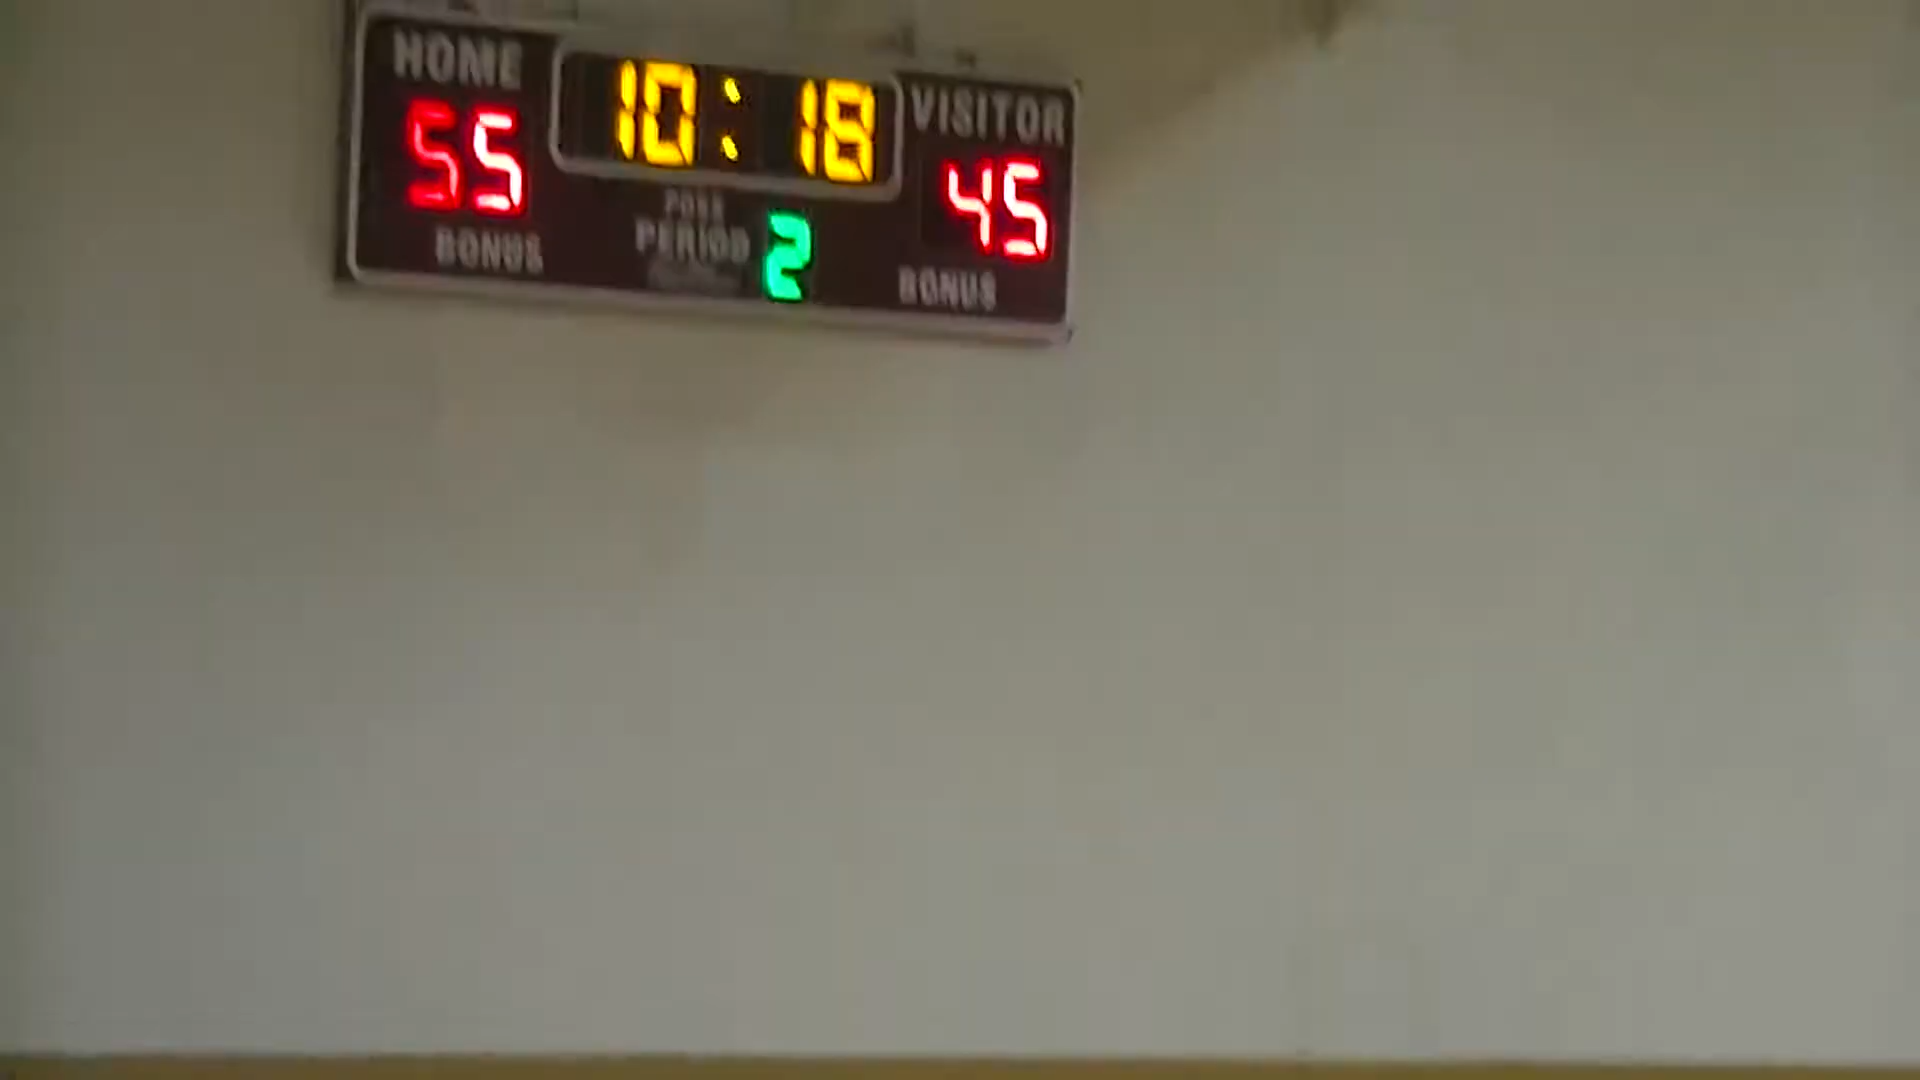 HOME 10:18 VISITOR
55 45
POSS
PERIOD 2
BONUS BONUS